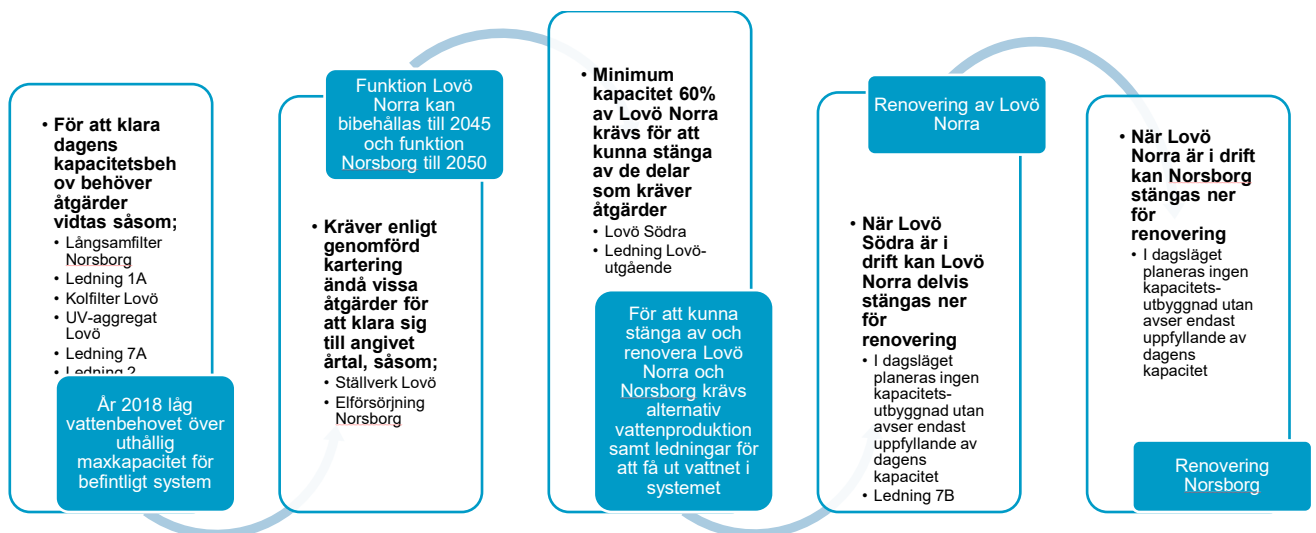 • För att klara
dagens
kapacitetsbeh
ov behöver
åtgärder
vidtas såsom;
• Långsamfilter
Norsborg
• Ledning 1A
• Kolfilter Lovö
• UV-aggregat
Lovö
• Ledning 7A
• Ledning 2
År 2018 låg
vattenbehovet över
uthållig
maxkapacitet för
befintligt system
Funktion Lovö
Norra kan
bibehållas till 2045
och funktion
Norsborg till 2050
• Kräver enligt
genomförd
kartering
ändå vissa
åtgärder för
att klara sig
till angivet
årtal, såsom;
• Ställverk Lovö
• Elförsörjning
Norsborg
• Minimum
kapacitet 60%
av Lovö Norra
krävs för att
kunna stänga
av de delar
som kräver
åtgärder
• Lovö Södra
• Ledning Lovö-
utgående
För att kunna
stänga av och
renovera Lovö
Norra och
Norsborg krävs
alternativ
vattenproduktion
samt ledningar för
att få ut vattnet i
systemet
Renovering av Lovö
Norra
• När Lovö
Södra är i
drift kan Lovö
Norra delvis
stängas ner
för
renovering
• I dagsläget
planeras ingen
kapacitets-
utbyggnad utan
avser endast
uppfyllande av
dagens
kapacitet
• Ledning 7B
• När Lovö
Norra är i drift
kan Norsborg
stängas ner
för
renovering
• I dagsläget
planeras ingen
kapacitets-
utbyggnad utan
avser endast
uppfyllande av
dagens
kapacitet
Renovering
Norsborg